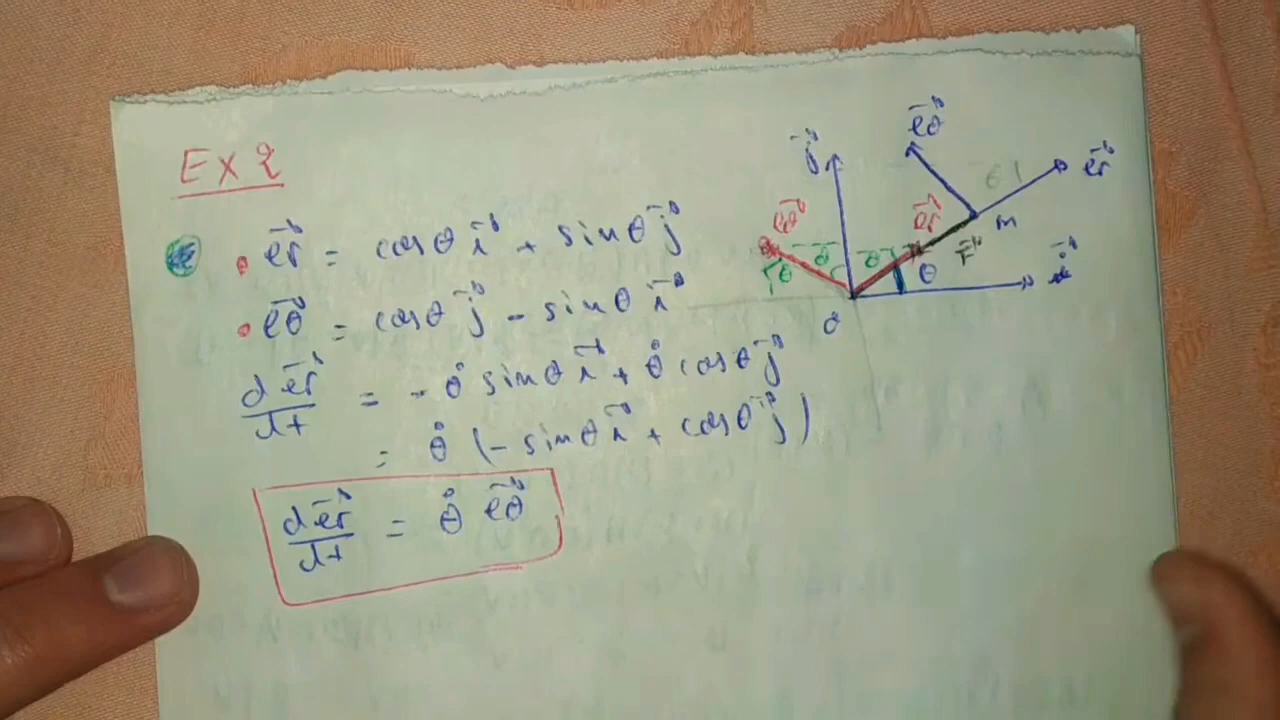 EX 2
• e⃗r = cosθ i⃗ + sinθ j⃗
• e⃗θ = cosθ j⃗ - sinθ i⃗
de⃗r/dt = - θ̇ sinθ i⃗ + θ̇ cosθ j⃗
= θ̇ (- sinθ i⃗ + cosθ j⃗)
de⃗r/dt = θ̇ e⃗θ
j⃗
e⃗θ
e⃗r
e⃗θ
e⃗r
M
r⃗
i⃗
θ
θ
θ
θ
O